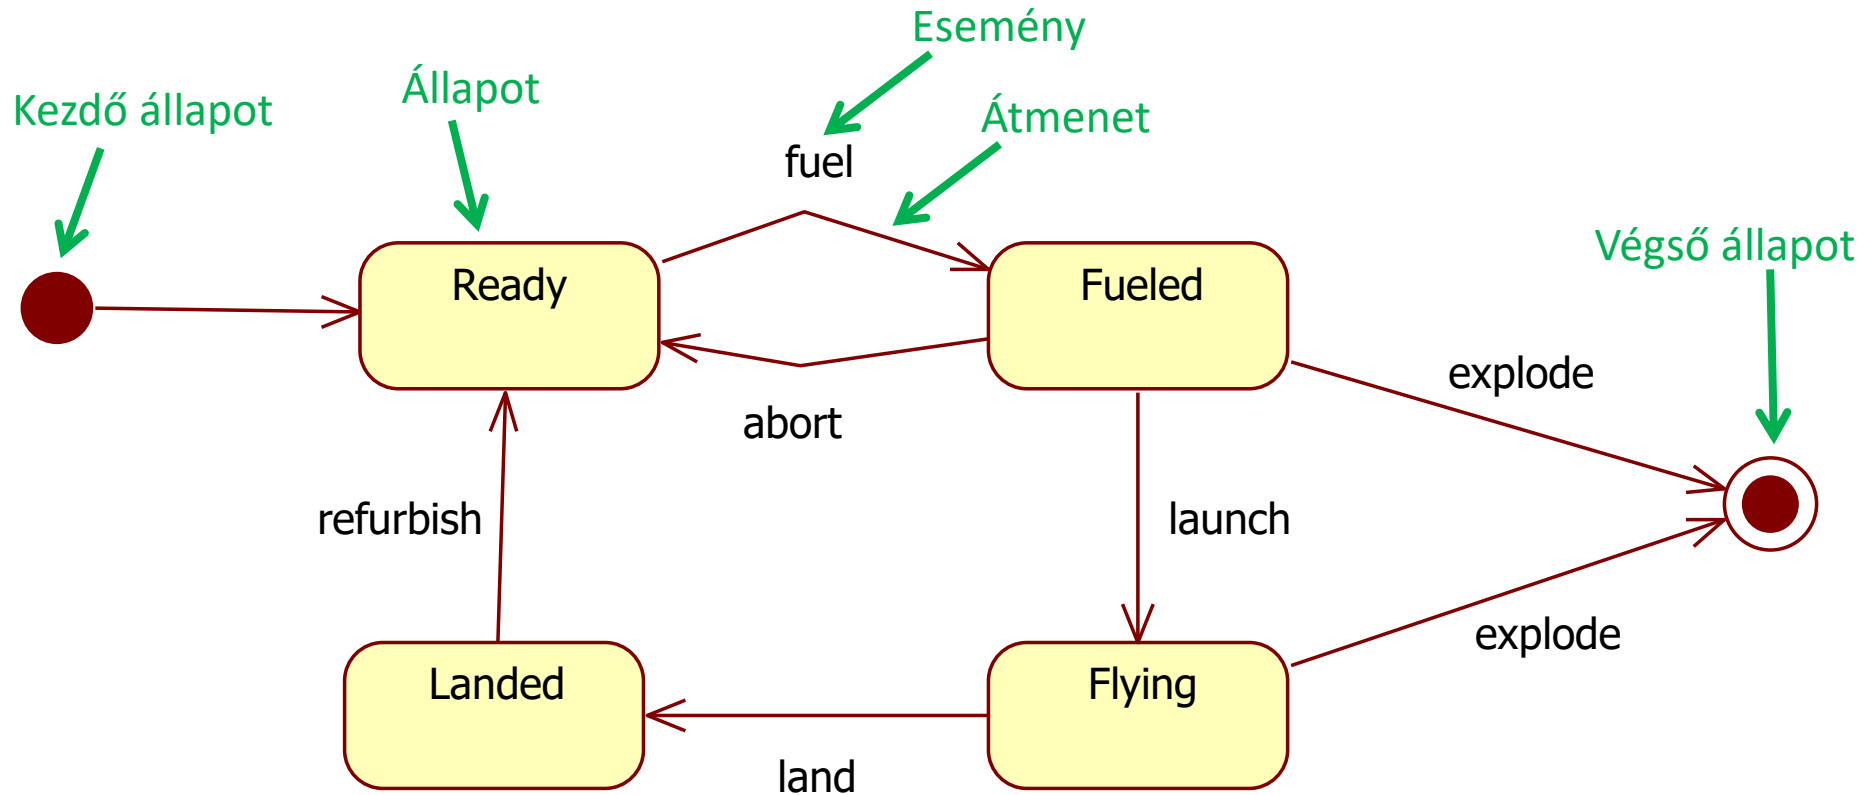 Esemény
Állapot
Kezdő állapot
Átmenet
fuel
Végső állapot
Ready
Fueled
explode
abort
refurbish
launch
explode
Landed
Flying
land